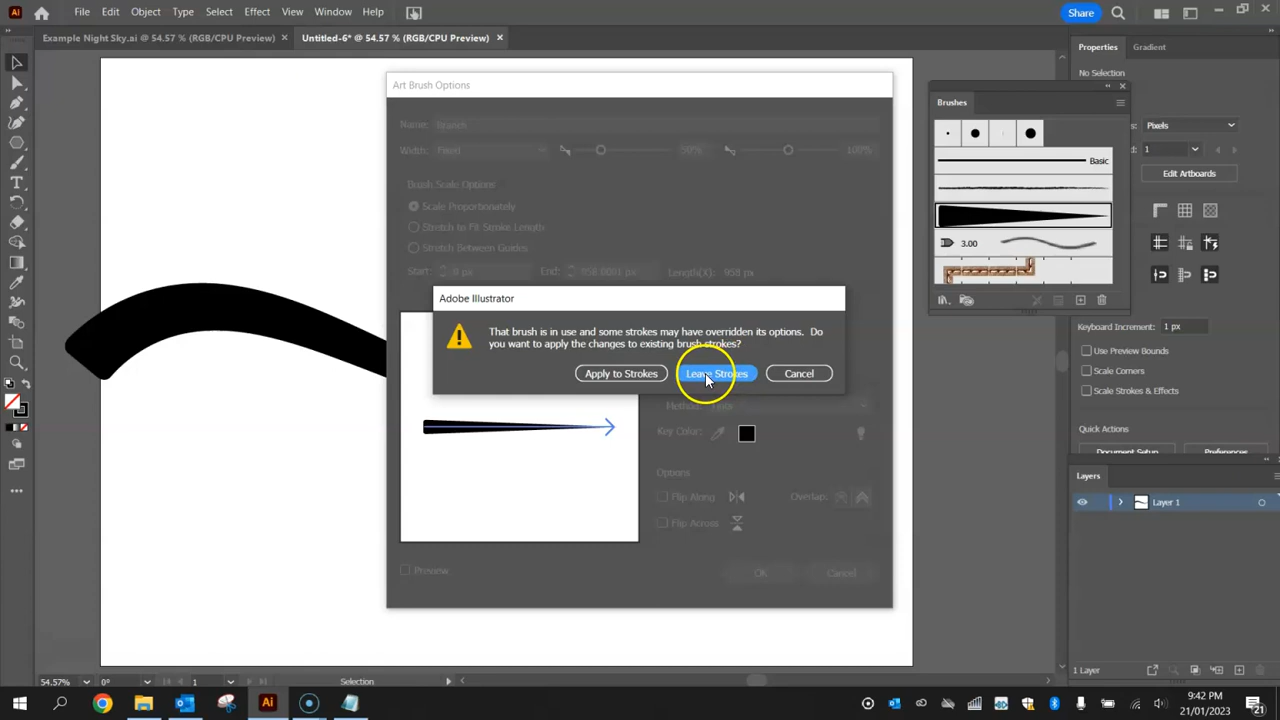 Ai File Edit Object Type Select Effect View Window Help Share
Example Night Sky.ai @ 54.57 % (RGB/CPU Preview) × Untitled-6* @ 54.57 % (RGB/CPU Preview) ×
Properties Gradient
No Selection
Art Brush Options
Brushes
Name:
Width: Fixed 50% 100%
Pixels
1
Basic
Edit Artboards
Brush Scale Options
Scale Proportionately
Stretch to Fit Stroke Length
Stretch Between Guides
3.00
Start: 0 px End: 958.0001 px Length(X): 958 px
Adobe Illustrator
That brush is in use and some strokes may have overridden its options. Do
you want to apply the changes to existing brush strokes?
Apply to Strokes Leave Strokes Cancel
Keyboard Increment: 1 px
Use Preview Bounds
Scale Corners
Scale Strokes & Effects
Method:
Key Color:
Quick Actions
Document Setup Preferences
Options
Flip Along Overlap:
Flip Across
Layers
Layer 1
Preview OK Cancel
54.57% 0° 1 Selection
1 Layer
Ai
9:42 PM
21/01/2023
21